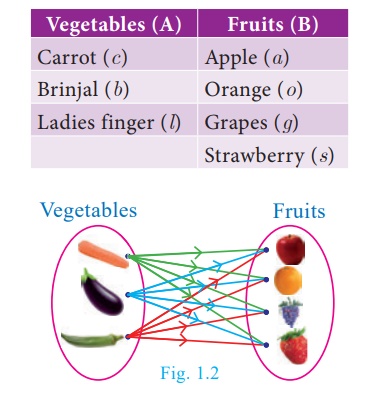 Vegetables (A) Fruits (B)
Carrot (c) Apple (a)
Brinjal (b) Orange (o)
Ladies finger (l) Grapes (g)
Strawberry (s)
Vegetables Fruits
Fig. 1.2